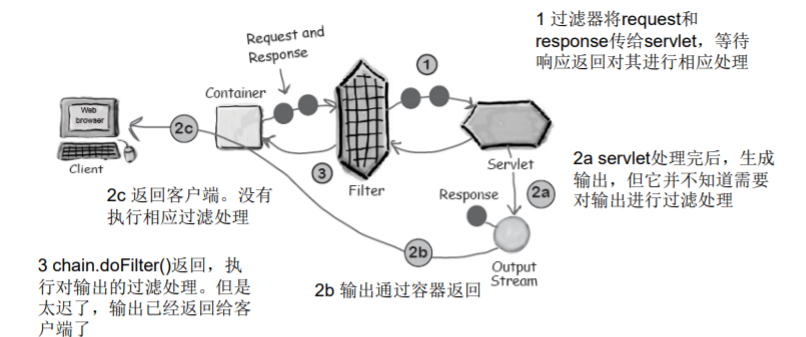 1 过滤器将request和
response传给servlet，等待
响应返回对其进行相应处理
Request and
Response
1
Container
Web
browser
2c
Client
3
Filter
Servlet
2a servlet处理完后，生成
输出，但它并不知道需要
对输出进行过滤处理
2c 返回客户端。没有
执行相应过滤处理
Response
2a
2b
Output
Stream
3 chain.doFilter()返回，执
行对输出的过滤处理。但是
太迟了，输出已经返回给客
户端了
2b 输出通过容器返回